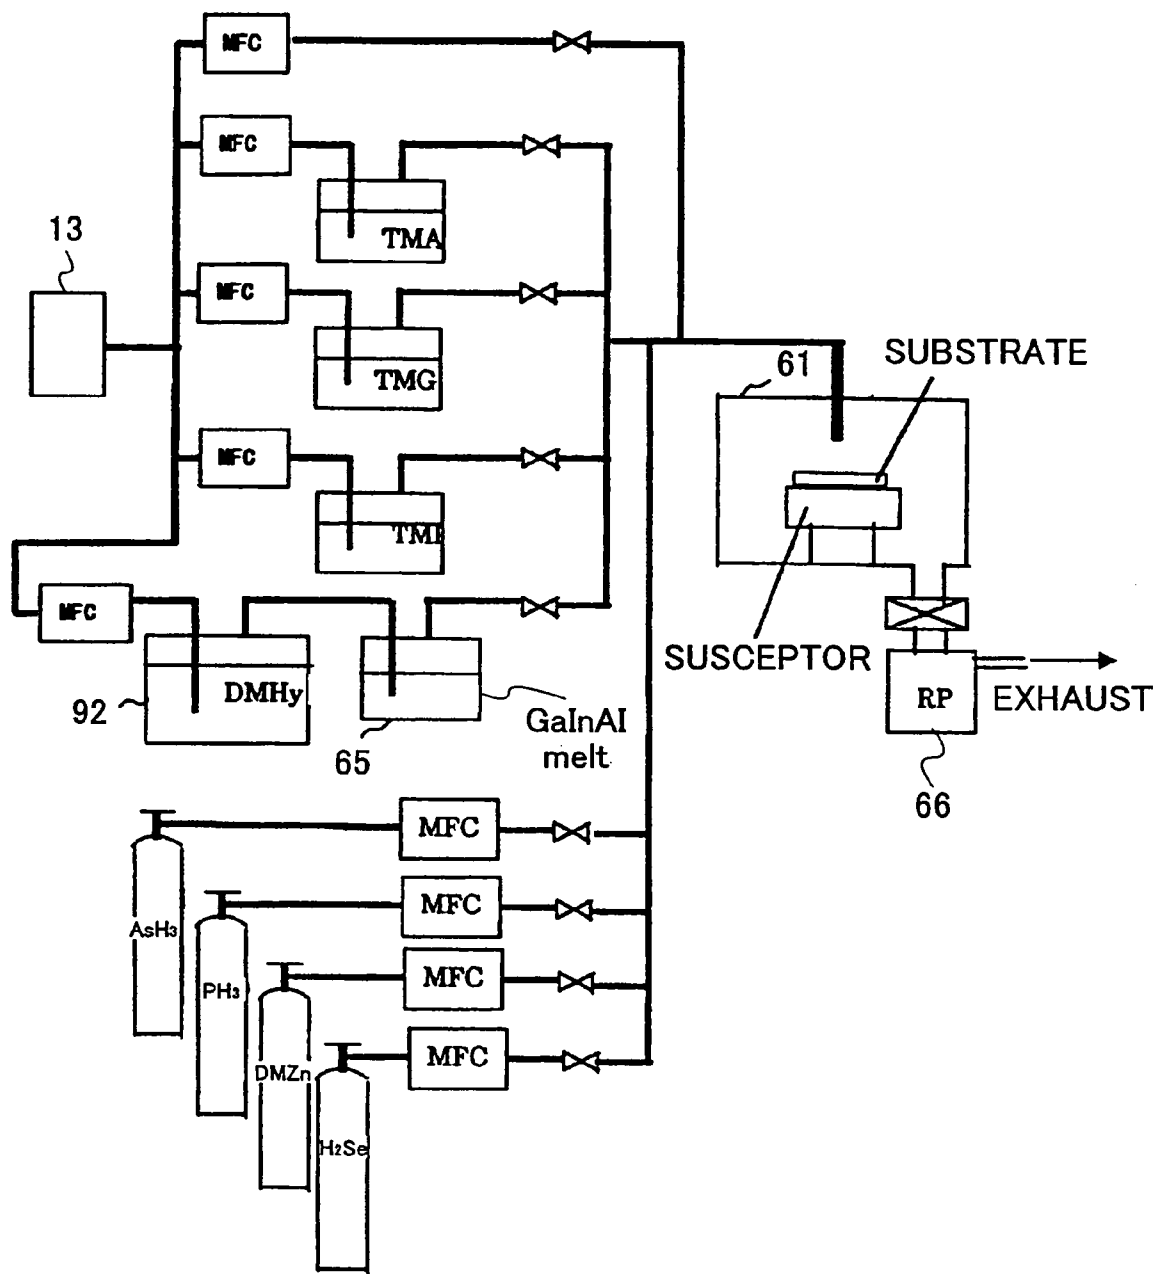 MFC
MFC
TMA
13
MFC
TMG
SUBSTRATE
61
MFC
TMI
MFC
DMHy
92
65
GaInAl
melt
SUSCEPTOR
RP
EXHAUST
66
MFC
AsH3
MFC
PH3
MFC
DMZn
MFC
H2Se